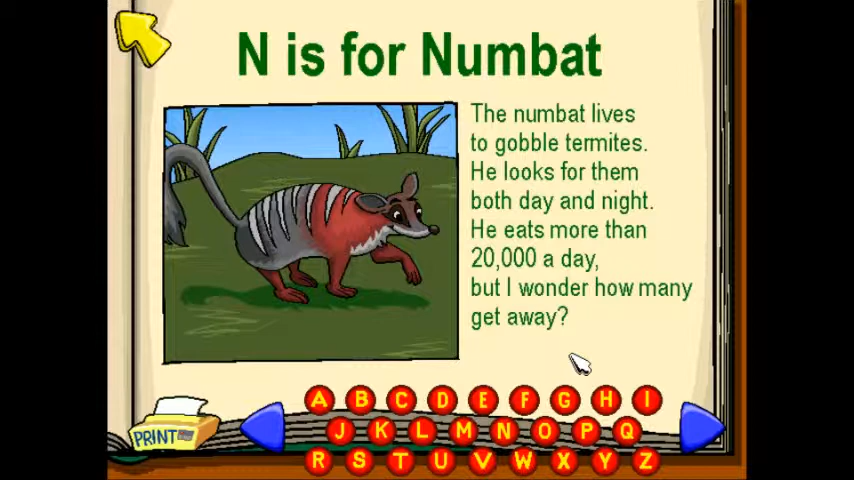 N is for Numbat
The numbat lives
to gobble termites.
He looks for them
both day and night.
He eats more than
20,000 a day,
but I wonder how many
get away?
PRINT
A B C D E F G H I
J K L M N O P Q
R S T U V W X Y Z